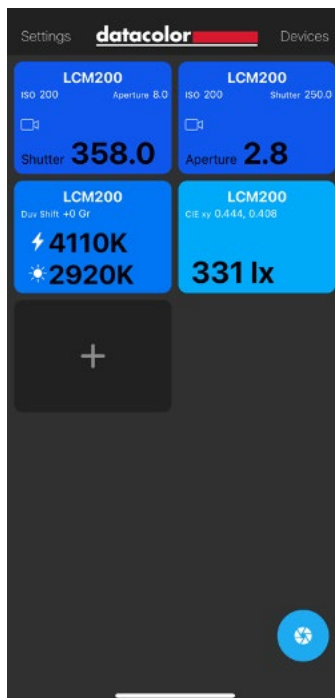 Settings datacolor Devices
LCM200
ISO 200 Aperture 8.0
Shutter 358.0
LCM200
ISO 200 Shutter 250.0
Aperture 2.8
LCM200
Duv Shift +0 Gr
4110K
2920K
LCM200
CIE xy 0.444, 0.408
331 lx
+